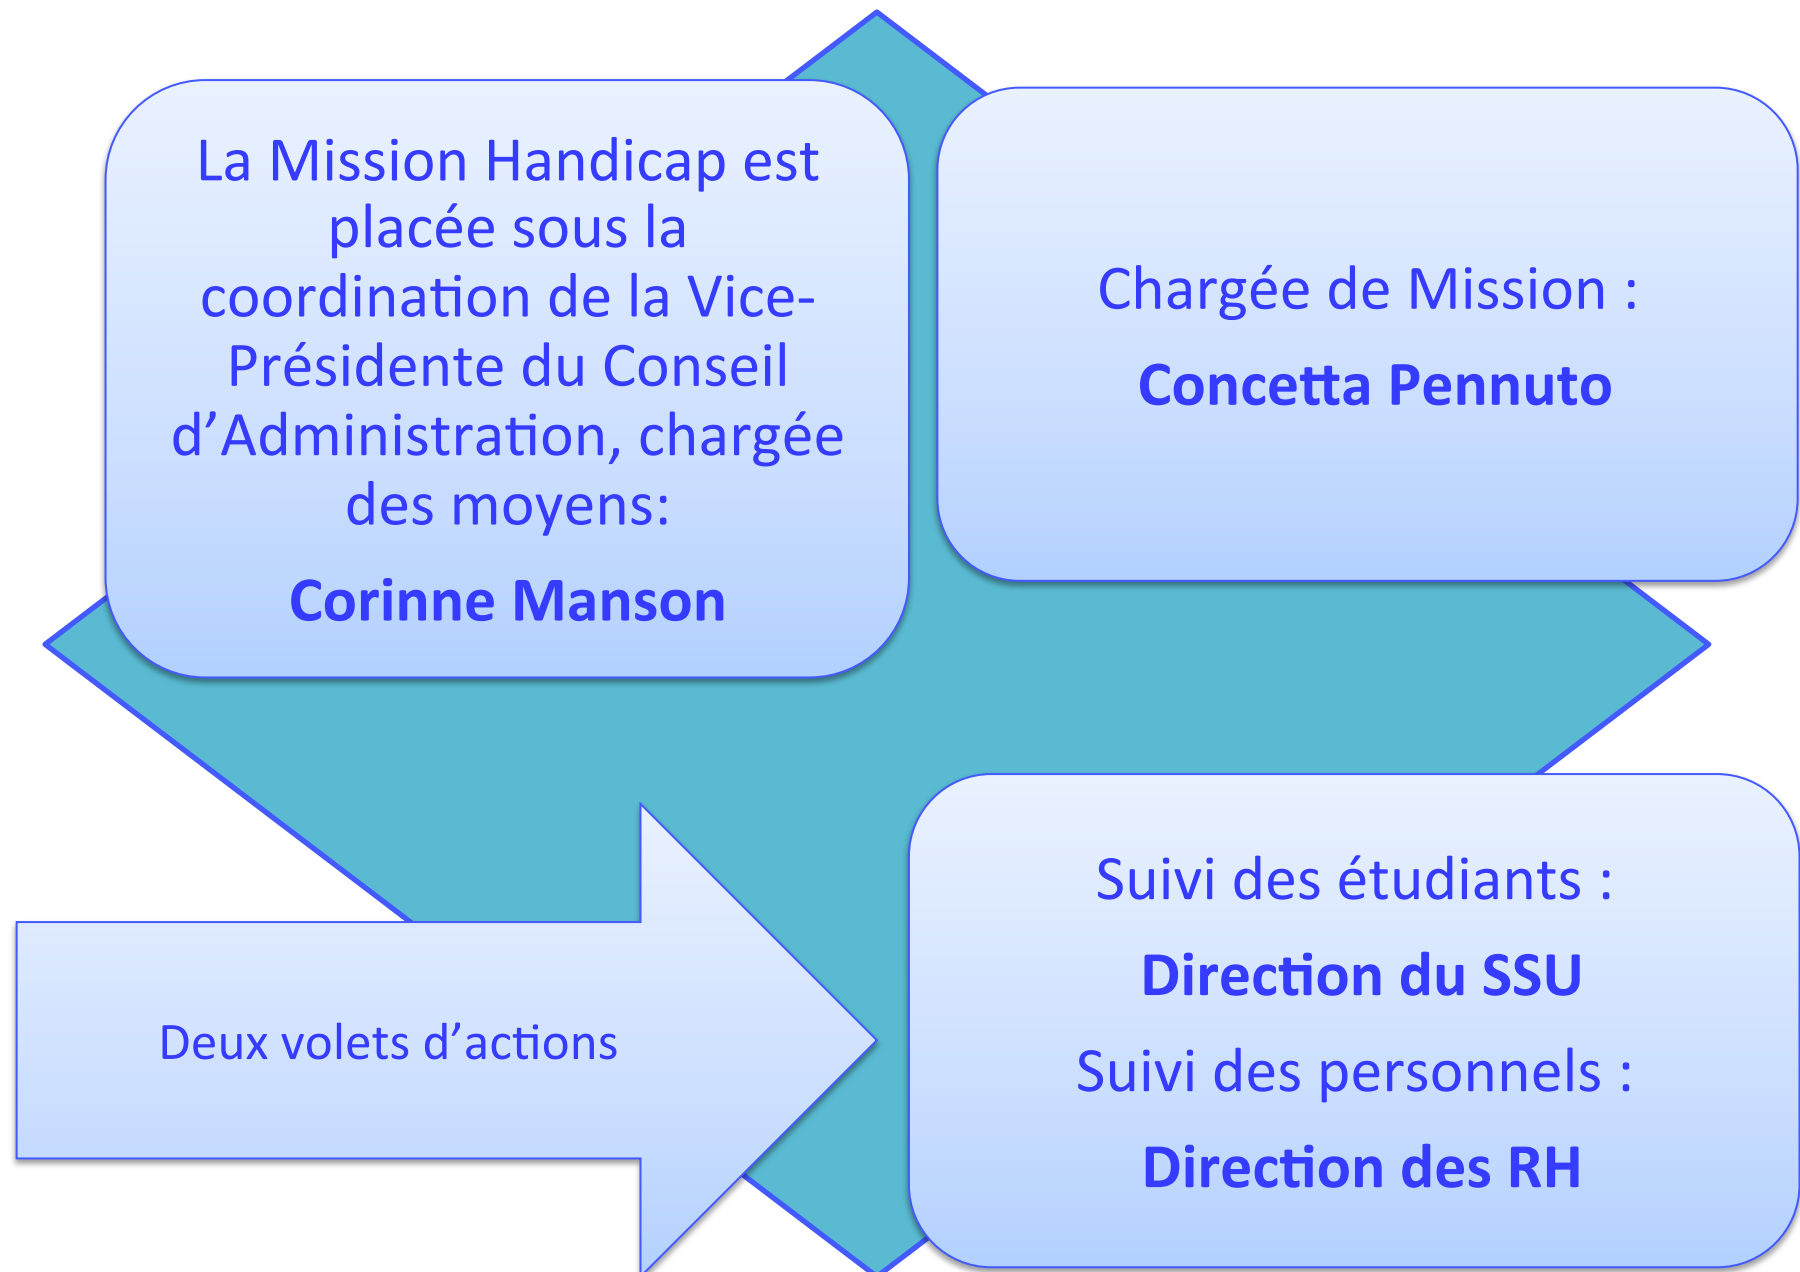 La Mission Handicap est
placée sous la
coordination de la Vice-
Présidente du Conseil
d’Administration, chargée
des moyens:
Corinne Manson
Chargée de Mission :
Concetta Pennuto
Deux volets d’actions
Suivi des étudiants :
Direction du SSU
Suivi des personnels :
Direction des RH